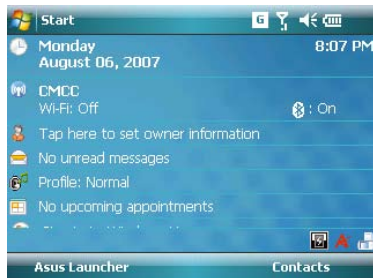 Start
G
Monday
8:07 PM
August 06, 2007
CMCC
Wi-Fi: Off
: On
Tap here to set owner information
No unread messages
Profile: Normal
No upcoming appointments
Asus Launcher
Contacts